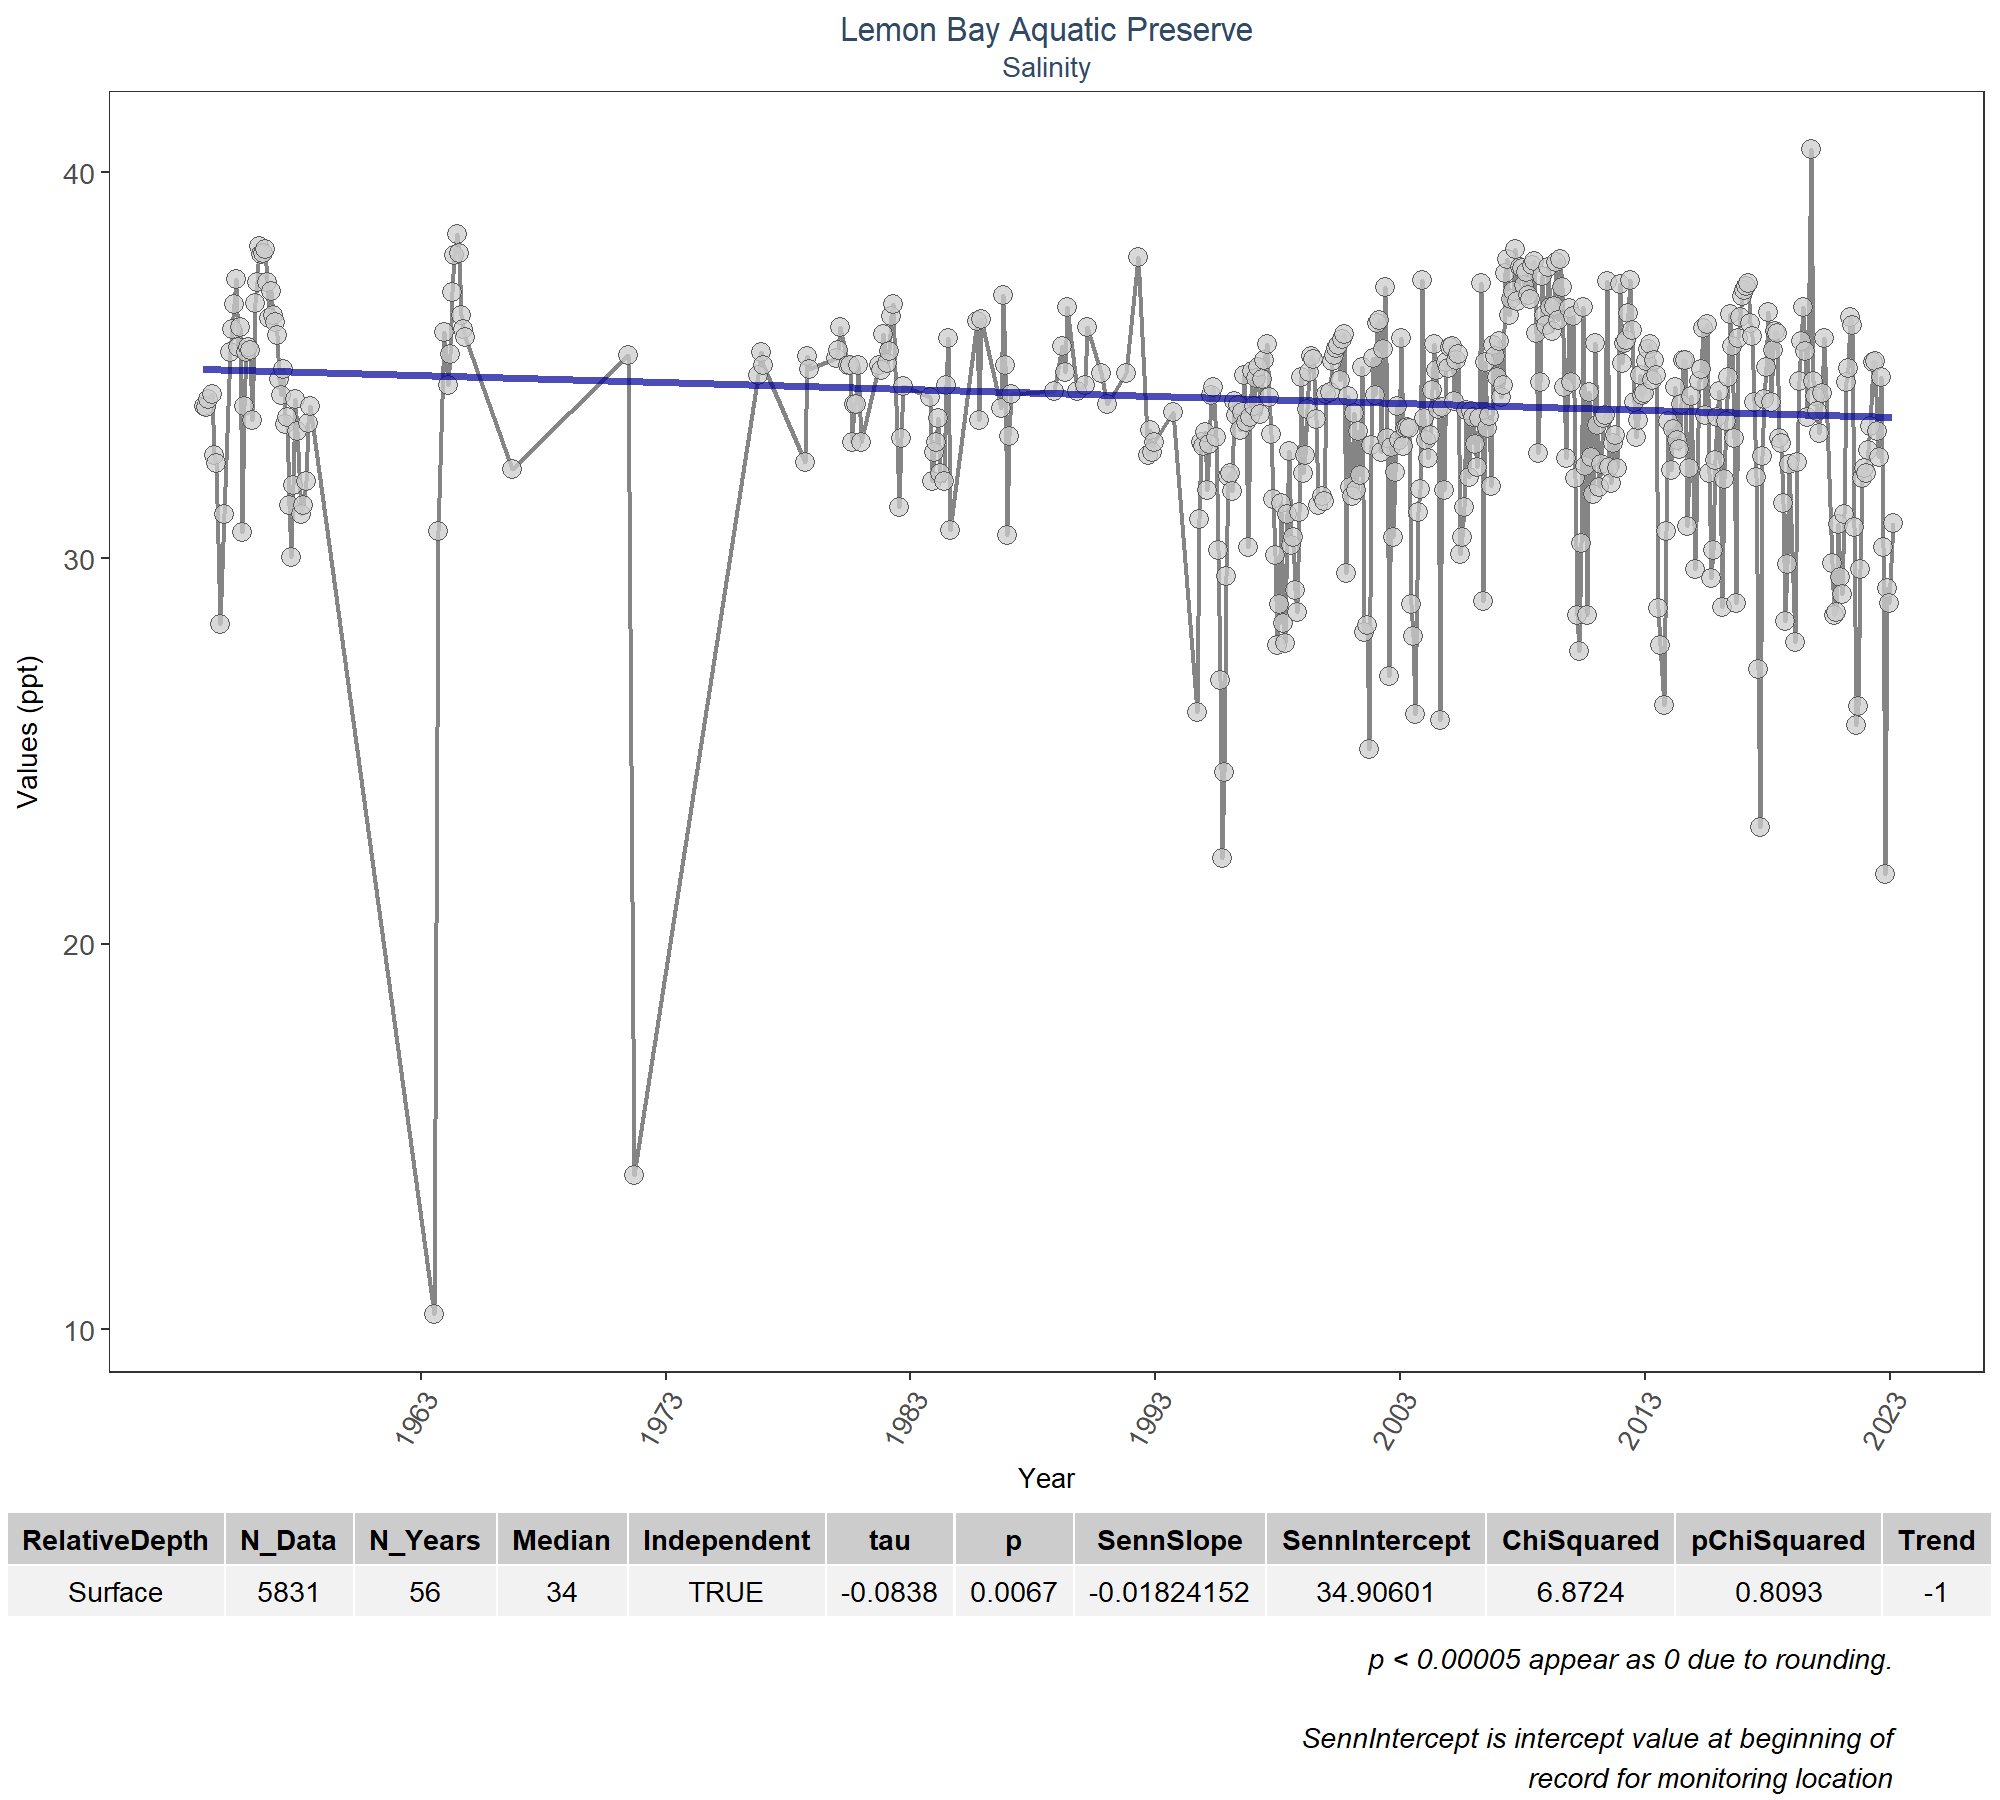 Lemon Bay Aquatic Preserve
Salinity
40
30
20
10
Values (ppt)
1963
1973
1983
1993
2003
2013
2023
Year
RelativeDepth N_Data N_Years Median Independent tau p SennSlope SennIntercept ChiSquared pChiSquared Trend
Surface 5831 56 34 TRUE -0.0838 0.0067 -0.01824152 34.90601 6.8724 0.8093 -1
p < 0.00005 appear as 0 due to rounding.
SennIntercept is intercept value at beginning of
record for monitoring location